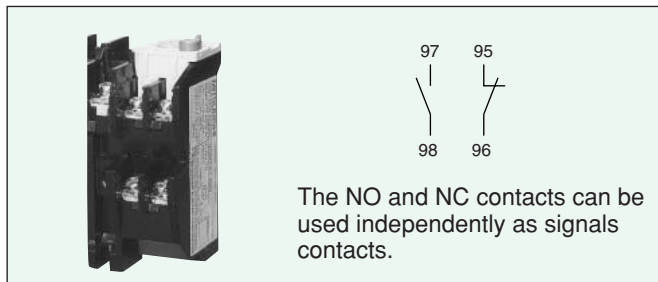 97 95
98 96
The NO and NC contacts can be
used independently as signals
contacts.